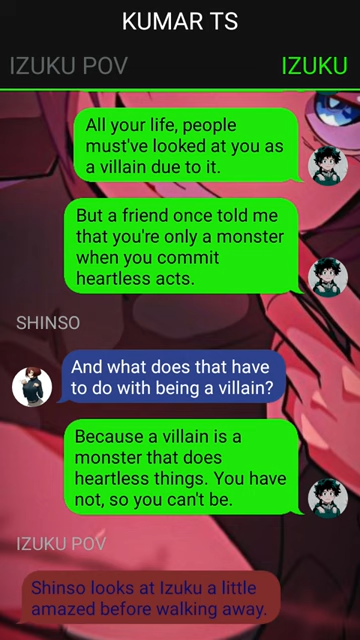 KUMAR TS
IZUKU POV
IZUKU
All your life, people
must've looked at you as
a villain due to it.
But a friend once told me
that you're only a monster
when you commit
heartless acts.
SHINSO
And what does that have
to do with being a villain?
Because a villain is a
monster that does
heartless things. You have
not, so you can't be.
IZUKU POV
Shinso looks at Izuku a little
amazed before walking away.